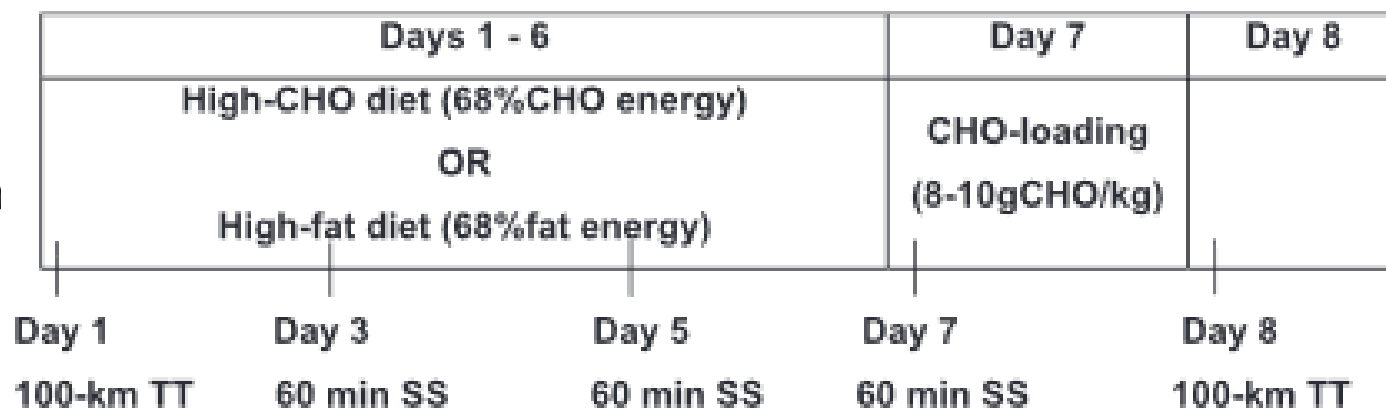 Days 1 - 6 Day 7 Day 8
High-CHO diet (68%CHO energy)
OR
High-fat diet (68%fat energy)
CHO-loading
(8-10gCHO/kg)
Day 1 Day 3 Day 5 Day 7 Day 8
100-km TT 60 min SS 60 min SS 60 min SS 100-km TT